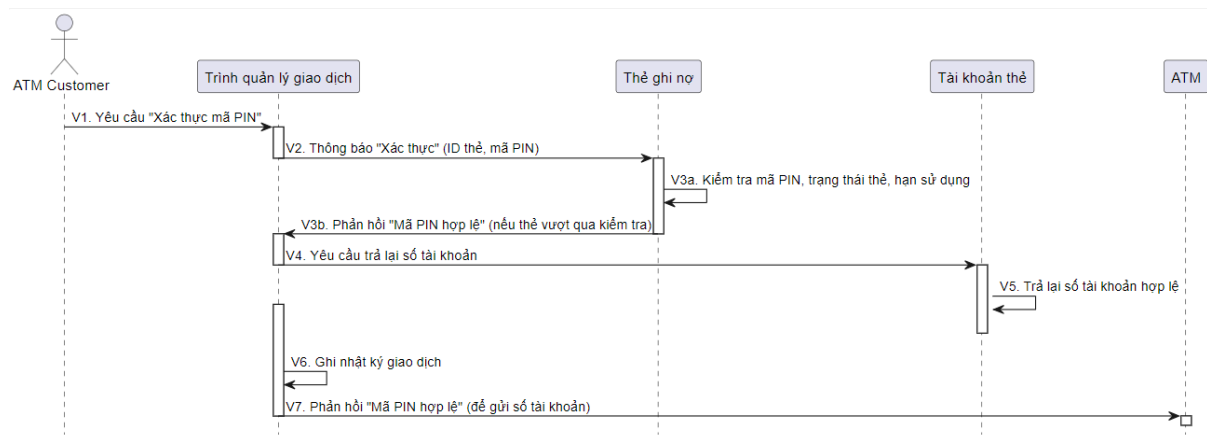 ATM Customer
Trình quản lý giao dịch
Thẻ ghi nợ
Tài khoản thẻ
ATM
V1. Yêu cầu "Xác thực mã PIN"
V2. Thông báo "Xác thực" (ID thẻ, mã PIN)
V3a. Kiểm tra mã PIN, trạng thái thẻ, hạn sử dụng
V3b. Phản hồi "Mã PIN hợp lệ" (nếu thẻ vượt qua kiểm tra)
V4. Yêu cầu trả lại số tài khoản
V5. Trả lại số tài khoản hợp lệ
V6. Ghi nhật ký giao dịch
V7. Phản hồi "Mã PIN hợp lệ" (để gửi số tài khoản)